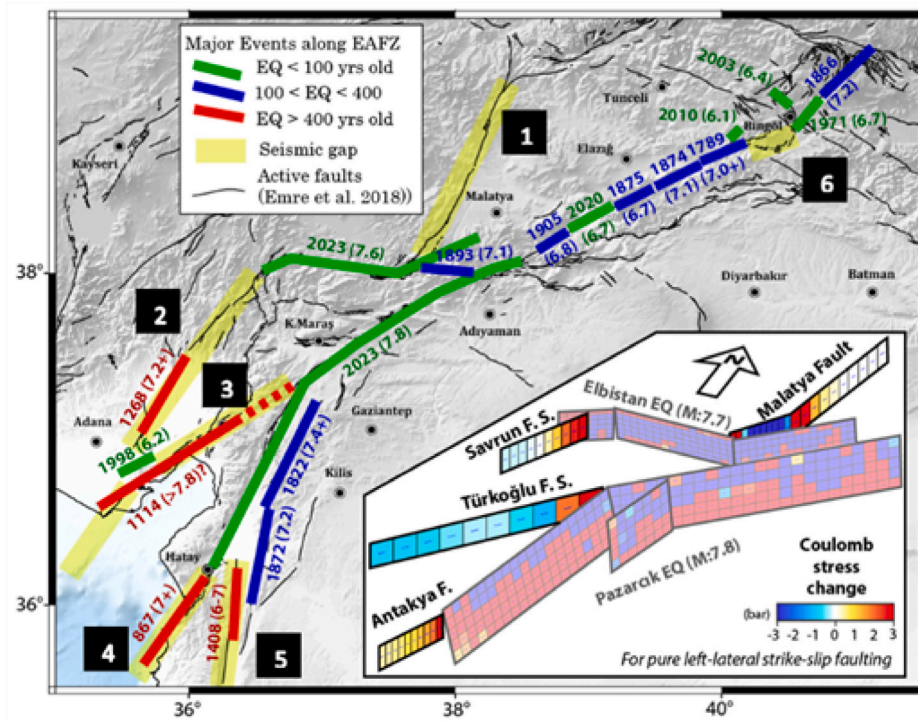 Major Events along EAFZ
EQ < 100 yrs old
100 < EQ < 400
EQ > 400 yrs old
Seismic gap
Active faults
(Emre et al. 2018))
Kayseri
Tunceli
Elazığ
Malatya
Bingöl
Diyarbakır
Batman
Adıyaman
K.Maraş
Gaziantep
Kilis
Adana
Hatay
2003 (6.4)
1866
(7.2)
2010 (6.1)
1971 (6.7)
1789
(7.0+)
1874
(7.1)
1875
(6.7)
2020
(6.7)
1905
(6.8)
1893 (7.1)
2023 (7.6)
2023 (7.8)
1268 (7.2+)
1998 (6.2)
1114 (>7.8)?
1822 (7.4+)
1872 (7.2)
867 (7+)
1408 (6-7)
1
2
3
4
5
6
38°
36°
36°
38°
40°
N
Elbistan EQ (M:7.7)
Malatya Fault
Savrun F. S.
Türkoğlu F. S.
Pazarcık EQ (M:7.8)
Antakya F.
Coulomb
stress
change
(bar)
-3 -2 -1 0 1 2 3
For pure left-lateral strike-slip faulting